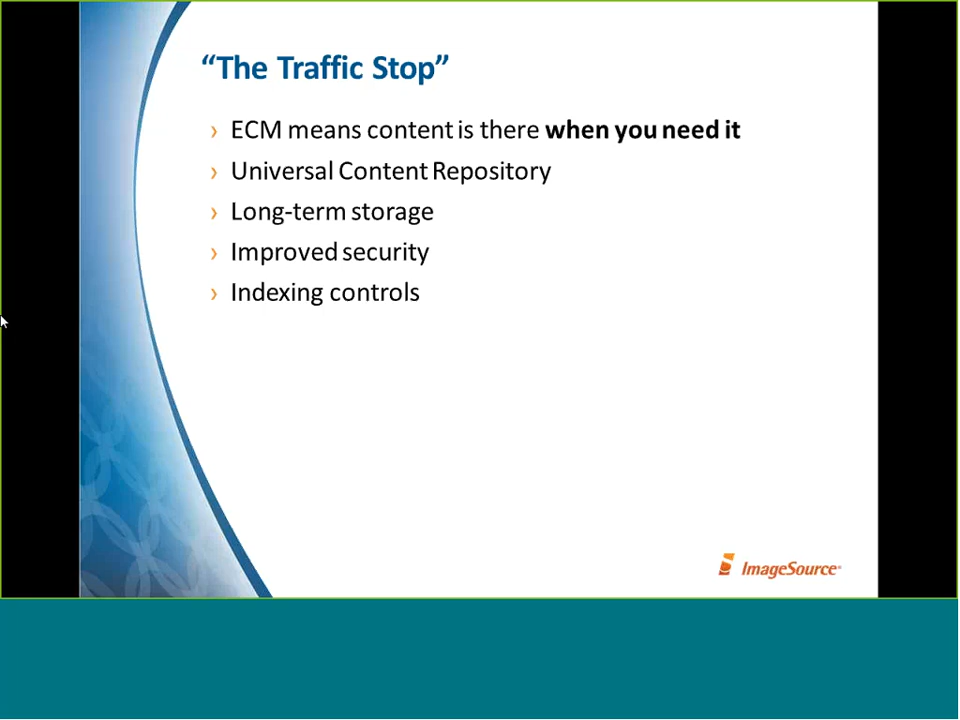 “The Traffic Stop”
› ECM means content is there when you need it
› Universal Content Repository
› Long-term storage
› Improved security
› Indexing controls
ImageSource®